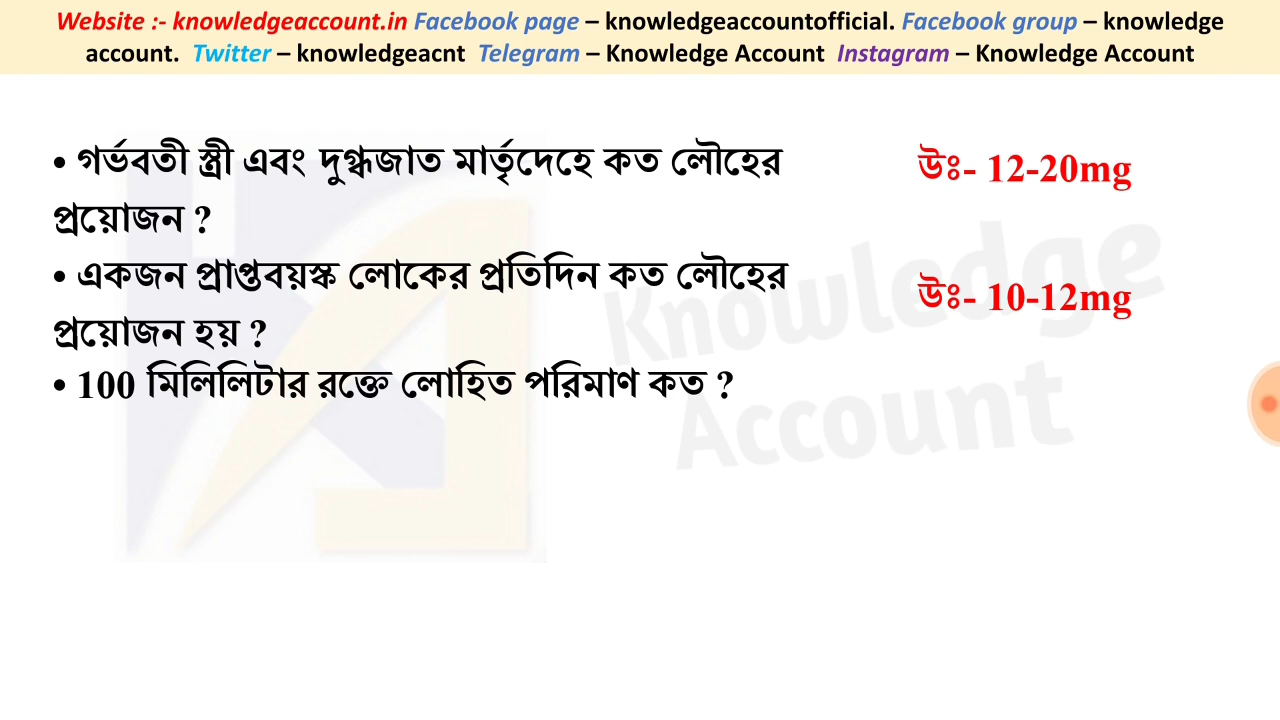 Website :- knowledgeaccount.in Facebook page – knowledgeaccountofficial. Facebook group – knowledge
account. Twitter – knowledgeacnt Telegram – Knowledge Account Instagram – Knowledge Account
• গর্ভবতী স্ত্রী এবং দুগ্ধজাত মার্তৃদেহে কত লৌহের
প্রয়োজন ?
উঃ- 12-20mg
• একজন প্রাপ্তবয়স্ক লোকের প্রতিদিন কত লৌহের
প্রয়োজন হয় ?
উঃ- 10-12mg
• 100 মিলিলিটার রক্তে লোহিত পরিমাণ কত ?
Knowledge
Account